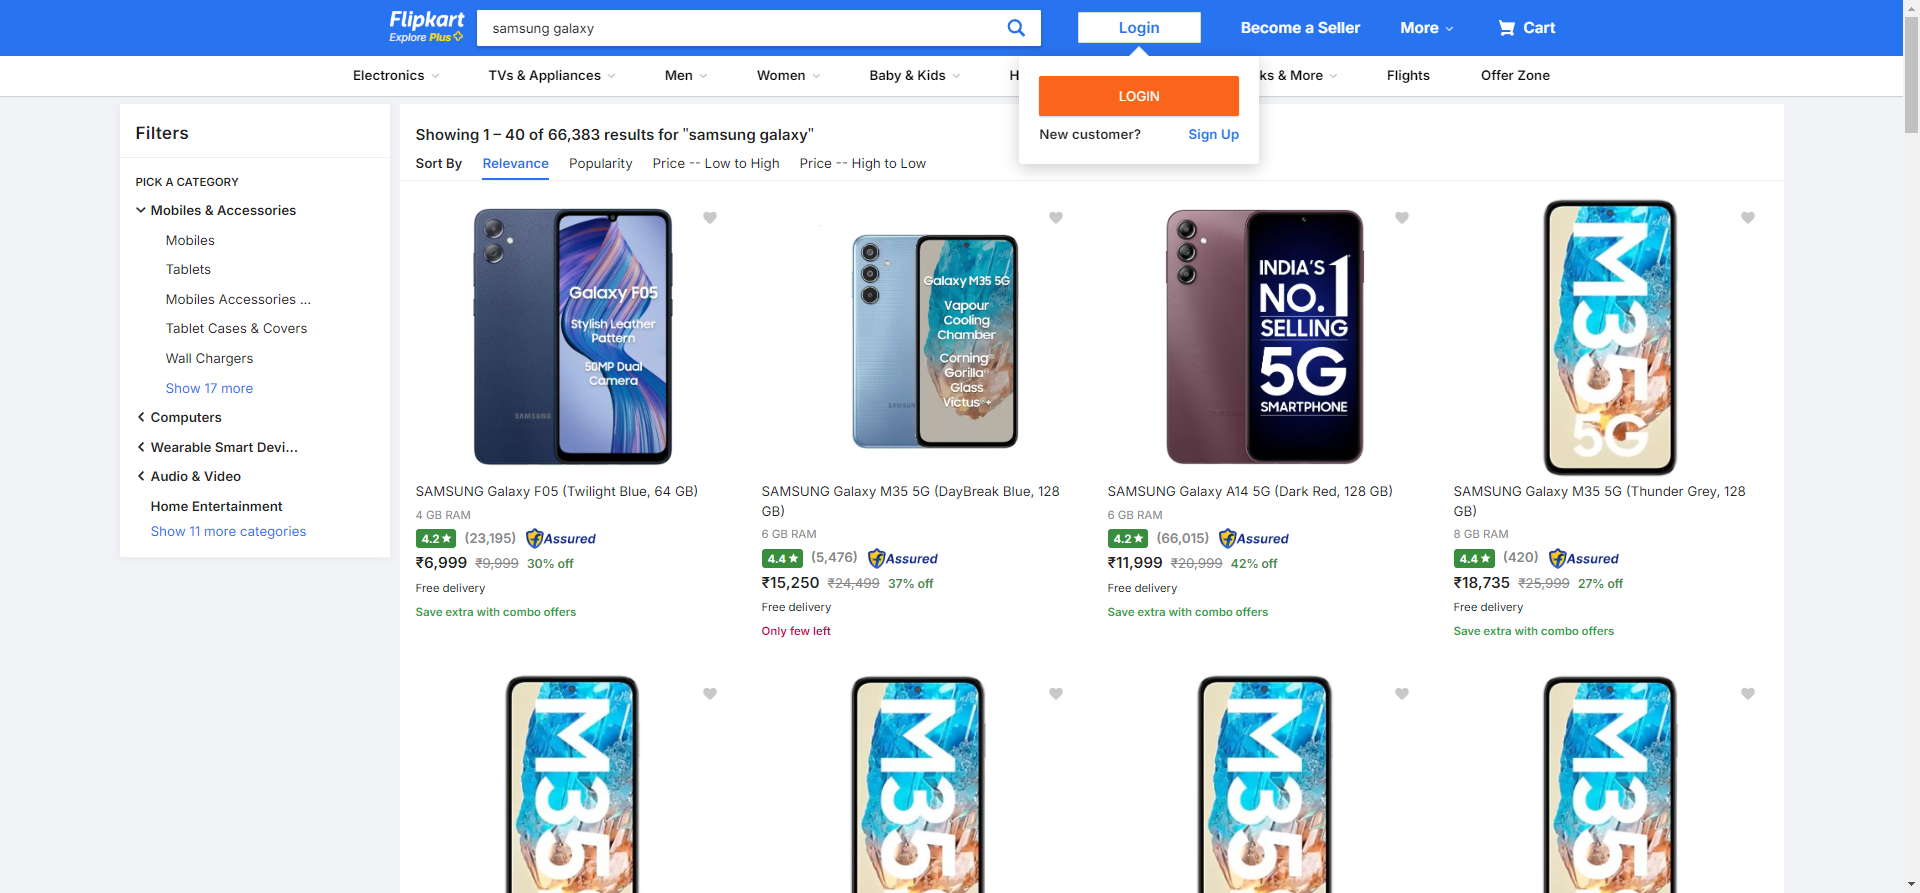 Flipkart
Explore Plus
samsung galaxy
Login
Become a Seller
More
Cart
Electronics
TVs & Appliances
Men
Women
Baby & Kids
H
ks & More
Flights
Offer Zone
LOGIN
New customer?
Sign Up
Filters
PICK A CATEGORY
Mobiles & Accessories
Mobiles
Tablets
Mobiles Accessories ...
Tablet Cases & Covers
Wall Chargers
Show 17 more
Computers
Wearable Smart Devi...
Audio & Video
Home Entertainment
Show 11 more categories
Showing 1 – 40 of 66,383 results for "samsung galaxy"
Sort By
Relevance
Popularity
Price -- Low to High
Price -- High to Low
Galaxy F05
Stylish Leather
Pattern
50MP Dual
Camera
SAMSUNG
SAMSUNG Galaxy F05 (Twilight Blue, 64 GB)
4 GB RAM
4.2★ (23,195) Assured
₹6,999 ₹9,999 30% off
Free delivery
Save extra with combo offers
Galaxy M35 5G
Vapour
Cooling
Chamber
Corning®
Gorilla®
Glass
Victus®+
SAMSUNG Galaxy M35 5G (DayBreak Blue, 128
GB)
6 GB RAM
4.4★ (5,476) Assured
₹15,250 ₹24,499 37% off
Free delivery
Only few left
INDIA'S 1
NO.
SELLING
5G
SMARTPHONE
SAMSUNG Galaxy A14 5G (Dark Red, 128 GB)
6 GB RAM
4.2★ (66,015) Assured
₹11,999 ₹20,999 42% off
Free delivery
Save extra with combo offers
M35
5G
SAMSUNG Galaxy M35 5G (Thunder Grey, 128
GB)
8 GB RAM
4.4★ (420) Assured
₹18,735 ₹25,999 27% off
Free delivery
Save extra with combo offers
M35
M35
M35
M35